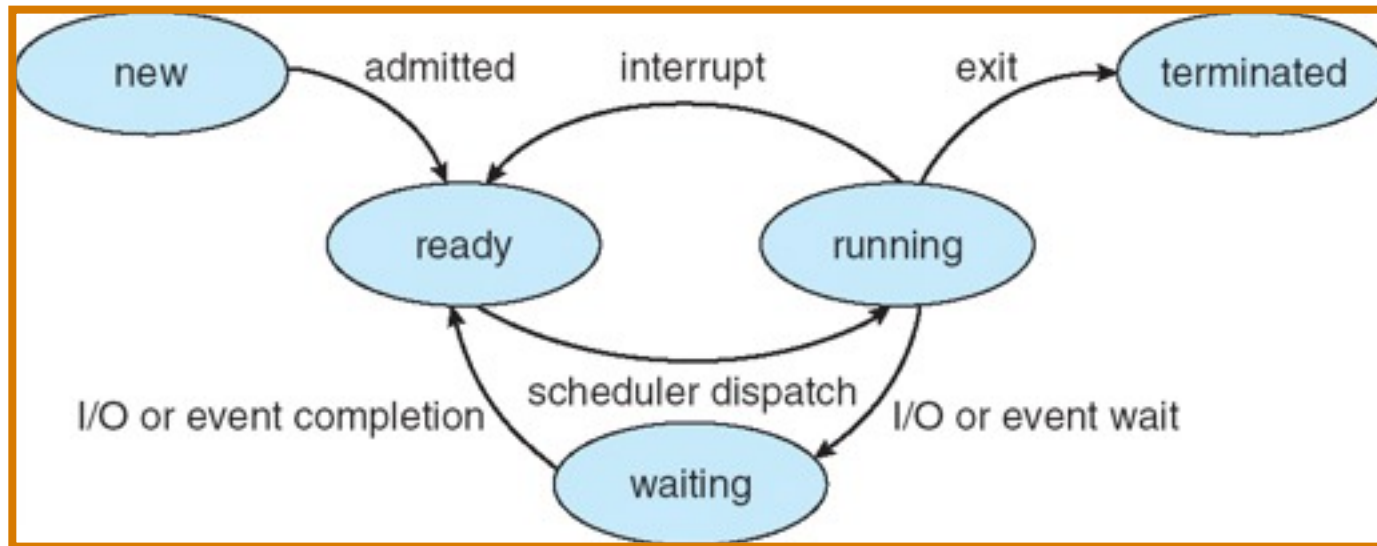 new
admitted
interrupt
exit
terminated
ready
running
scheduler dispatch
I/O or event completion
I/O or event wait
waiting